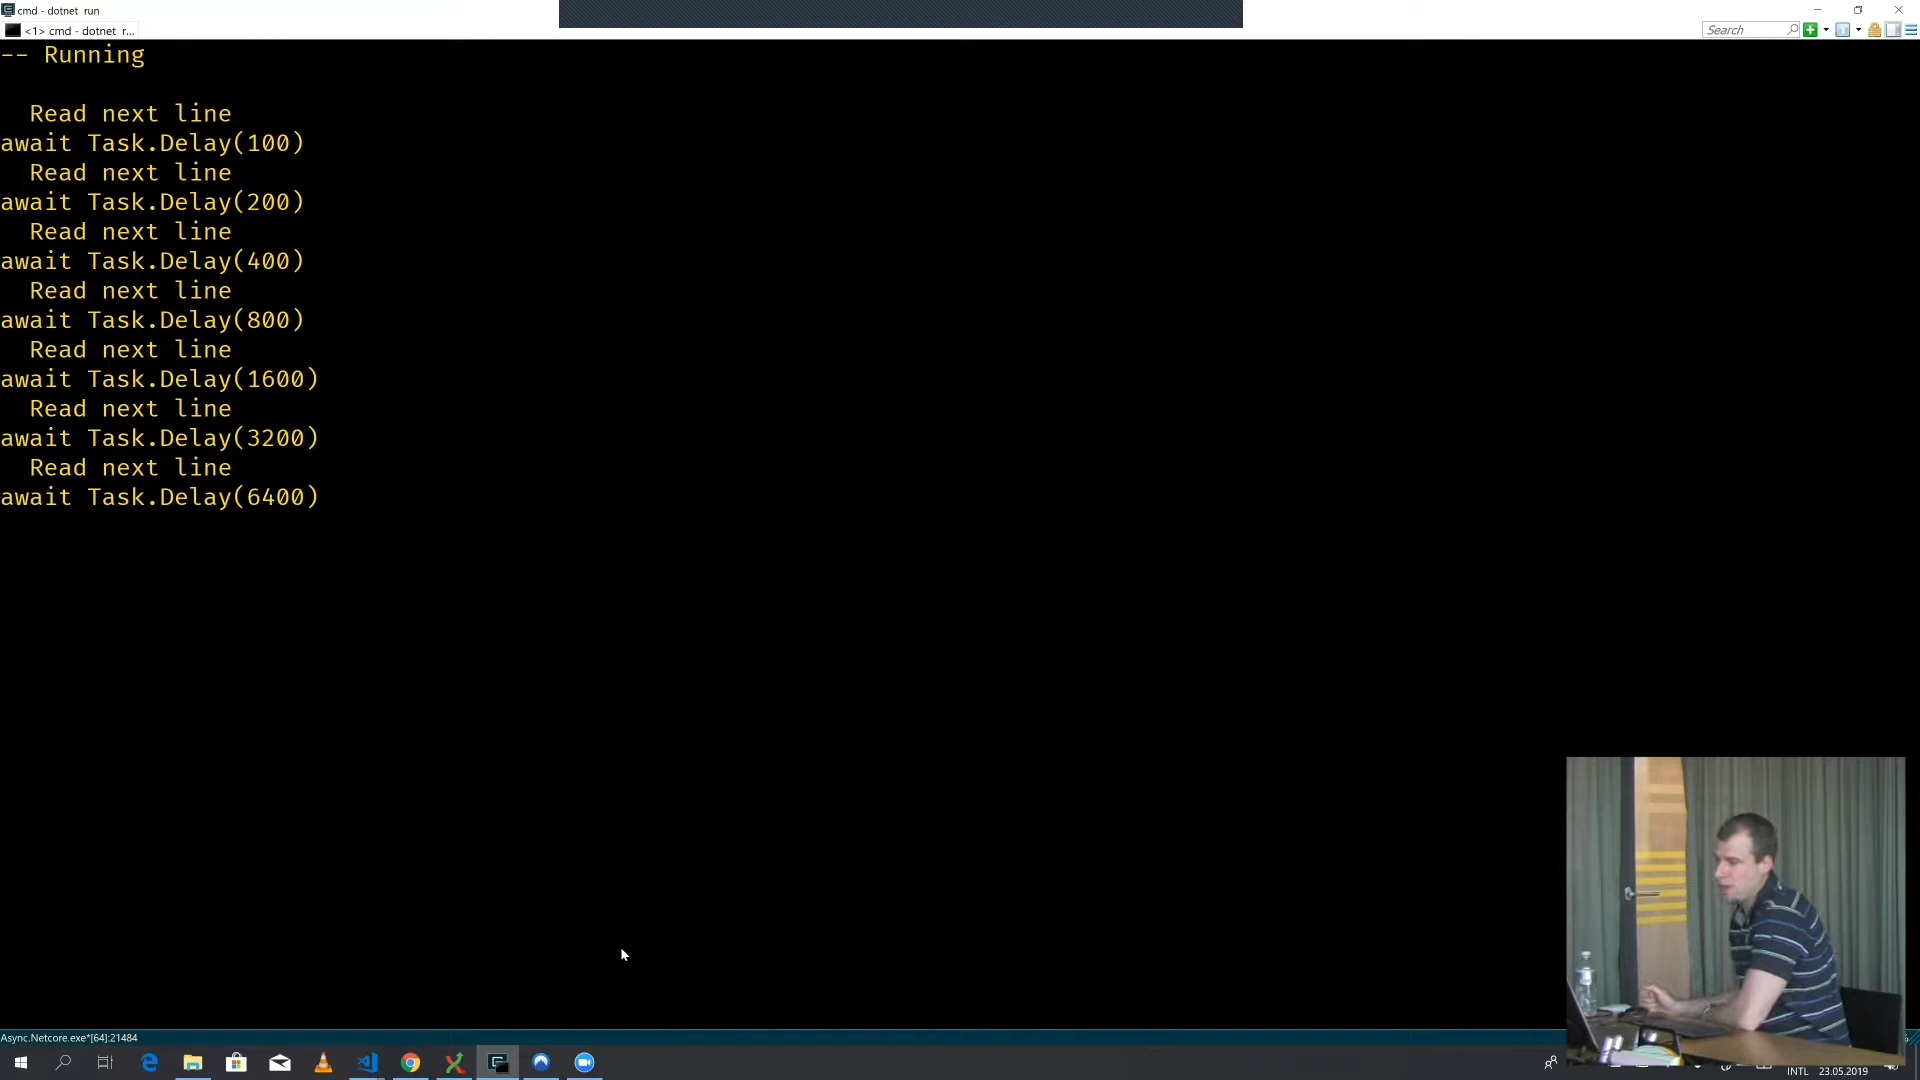 cmd - dotnet  run
<1> cmd - dotnet  r...
Search
-- Running
Read next line
await Task.Delay(100)
Read next line
await Task.Delay(200)
Read next line
await Task.Delay(400)
Read next line
await Task.Delay(800)
Read next line
await Task.Delay(1600)
Read next line
await Task.Delay(3200)
Read next line
await Task.Delay(6400)
Async.Netcore.exe*[64]:21484
INTL
23.05.2019